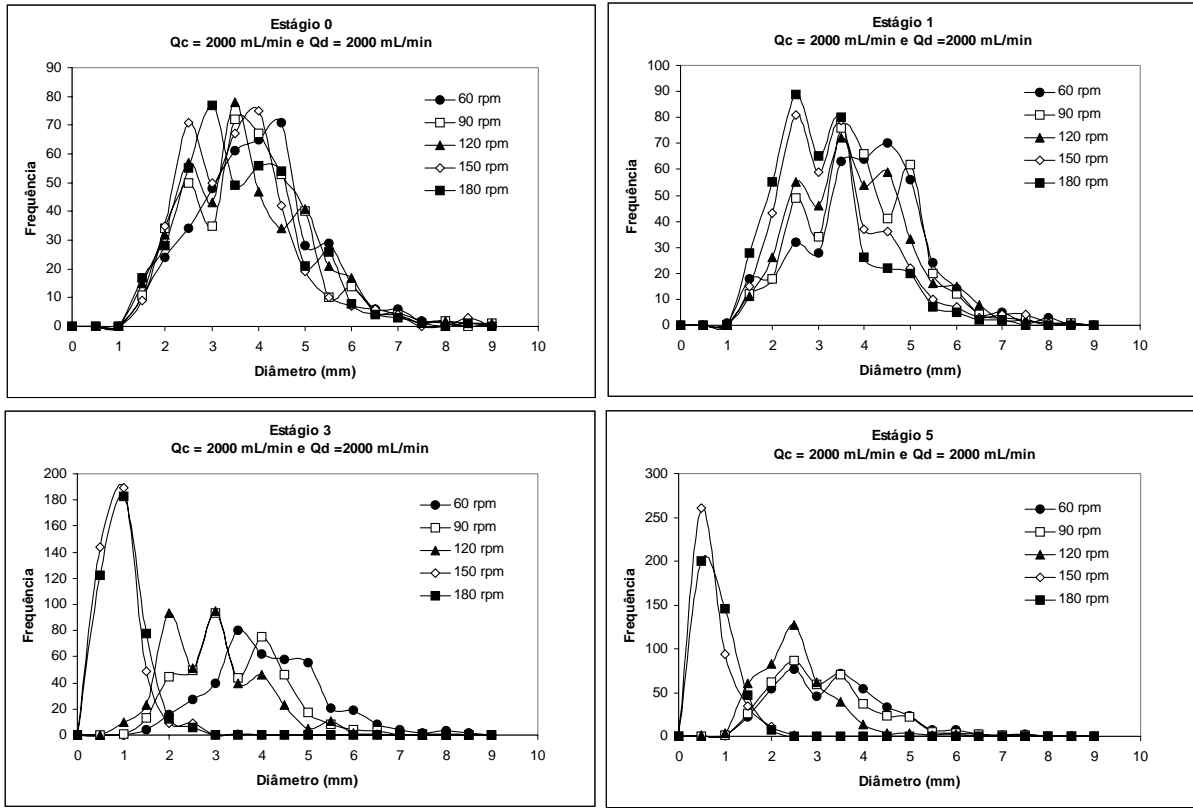 Estágio 0
Qc = 2000 mL/min e Qd = 2000 mL/min
90
80
70
60
50
40
30
20
10
0
Frequência
60 rpm
90 rpm
120 rpm
150 rpm
180 rpm
0 1 2 3 4 5 6 7 8 9 10
Diâmetro (mm)
Estágio 1
Qc = 2000 mL/min e Qd =2000 mL/min
100
90
80
70
60
50
40
30
20
10
0
Frequência
60 rpm
90 rpm
120 rpm
150 rpm
180 rpm
0 1 2 3 4 5 6 7 8 9 10
Diâmetro (mm)
Estágio 3
Qc = 2000 mL/min e Qd =2000 mL/min
200
180
160
140
120
100
80
60
40
20
0
Frequência
60 rpm
90 rpm
120 rpm
150 rpm
180 rpm
0 1 2 3 4 5 6 7 8 9 10
Diâmetro (mm)
Estágio 5
Qc = 2000 mL/min e Qd = 2000 mL/min
300
250
200
150
100
50
0
Frequência
60 rpm
90 rpm
120 rpm
150 rpm
180 rpm
0 1 2 3 4 5 6 7 8 9 10
Diâmetro (mm)